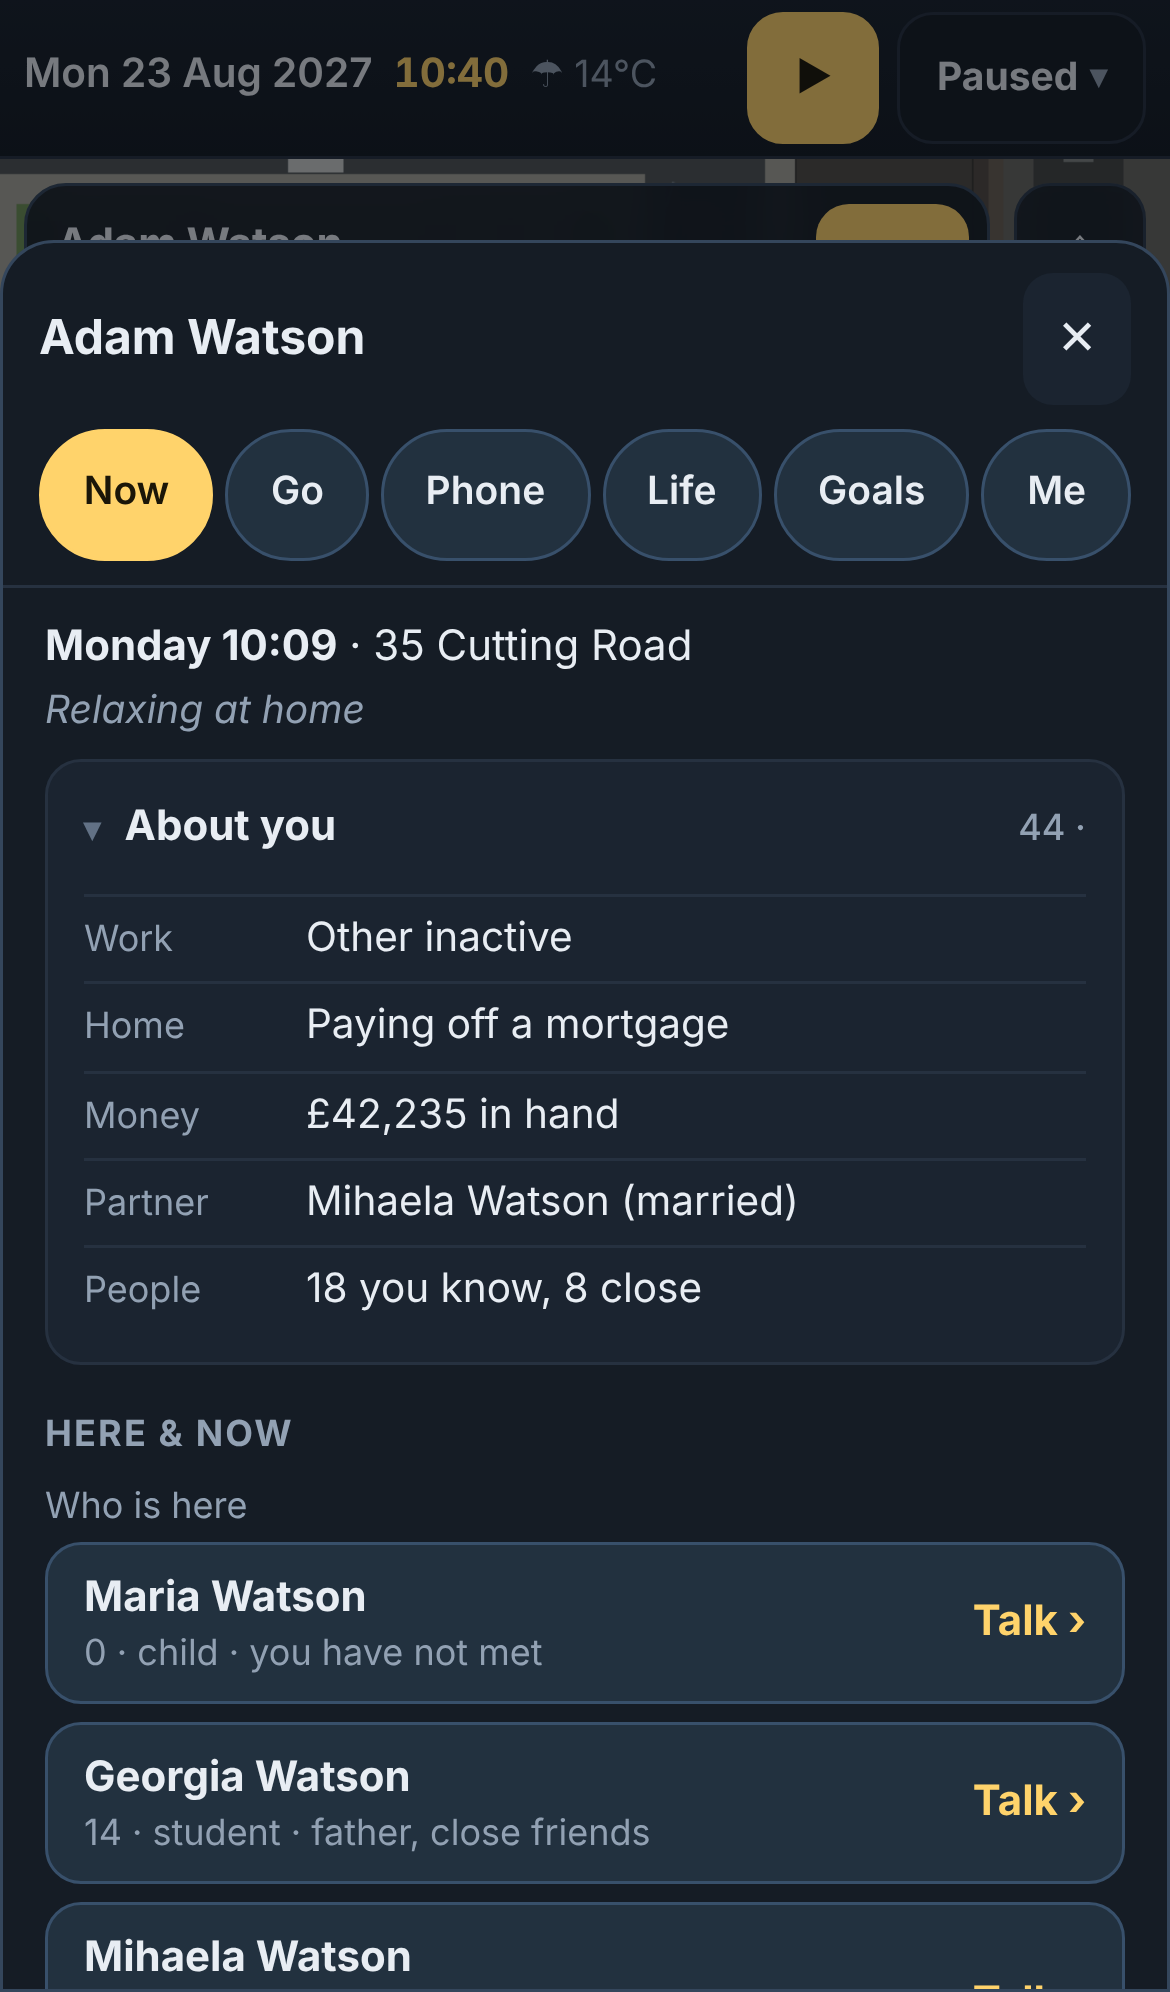 Mon 23 Aug 2027 10:40 ☂ 14°C
Paused ▾
Adam Watson
Adam Watson
Now Go Phone Life Goals Me
Monday 10:09 · 35 Cutting Road
Relaxing at home
▾ About you 44 ·
Work Other inactive
Home Paying off a mortgage
Money £42,235 in hand
Partner Mihaela Watson (married)
People 18 you know, 8 close
HERE & NOW
Who is here
Maria Watson
0 · child · you have not met
Talk ›
Georgia Watson
14 · student · father, close friends
Talk ›
Mihaela Watson